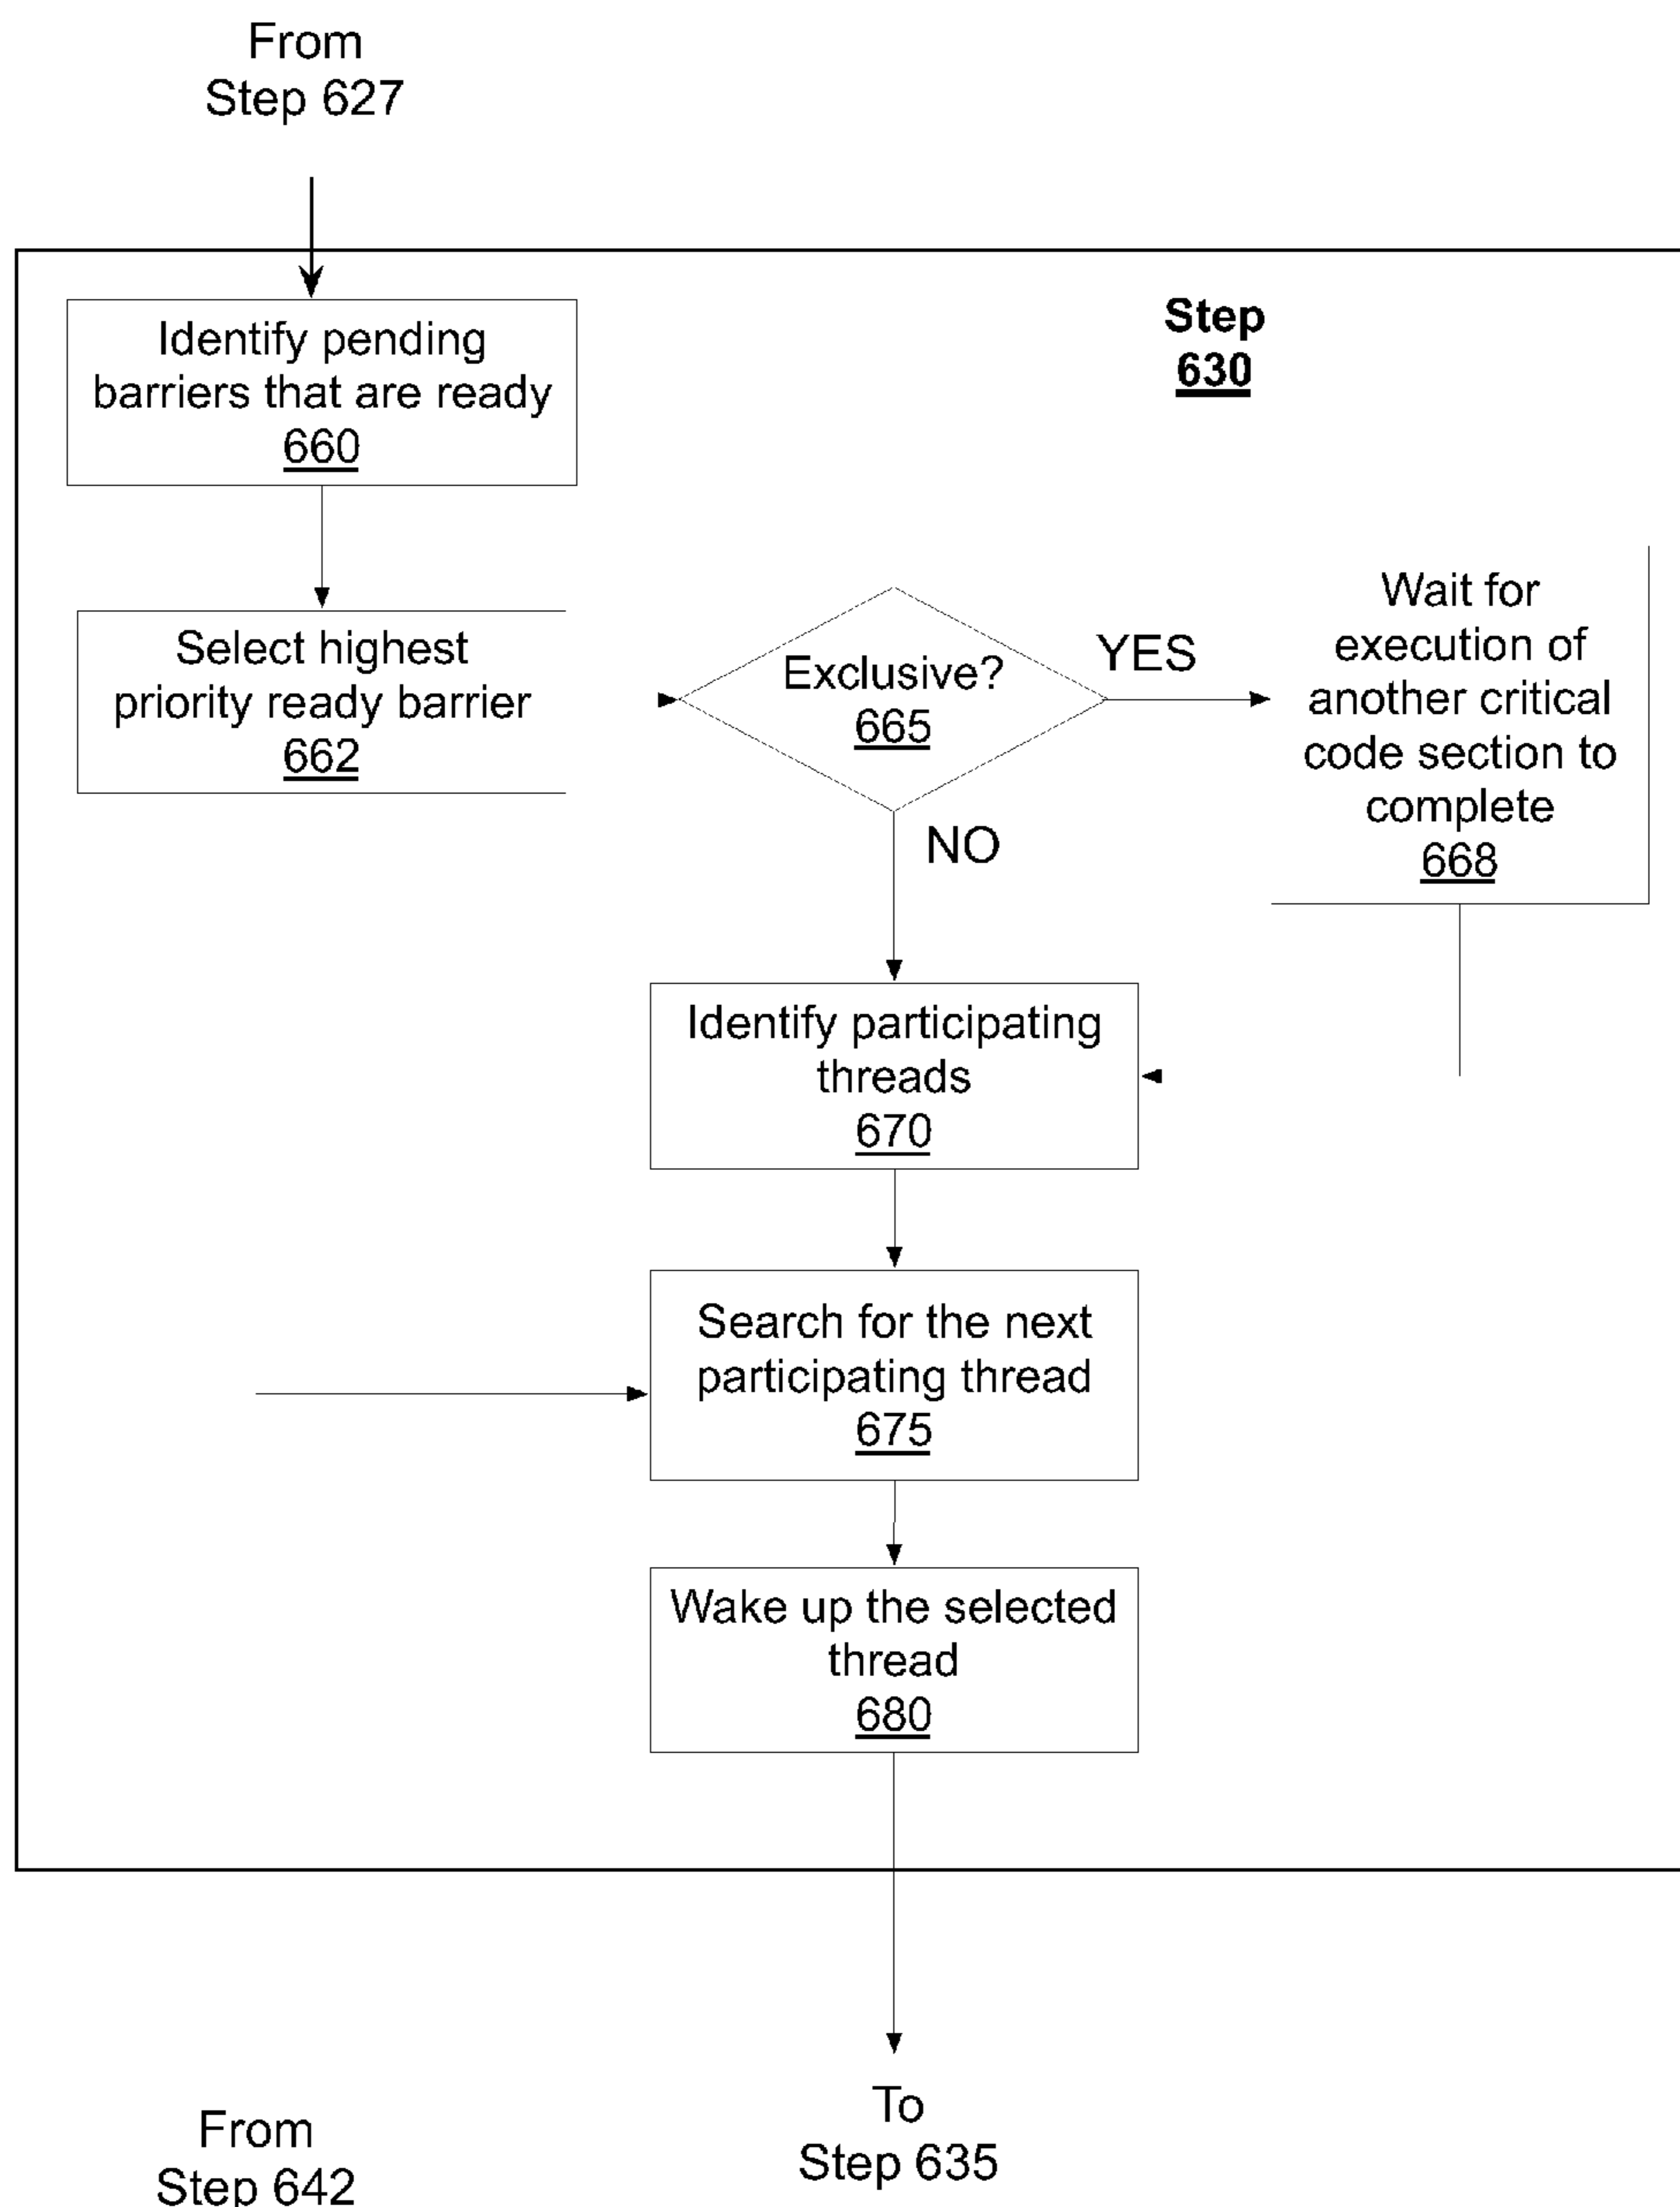 From
Step 627
Step
630
Identify pending
barriers that are ready
660
Select highest
priority ready barrier
662
Exclusive?
665
YES
NO
Wait for
execution of
another critical
code section to
complete
668
Identify participating
threads
670
Search for the next
participating thread
675
Wake up the selected
thread
680
To
Step 635
From
Step 642